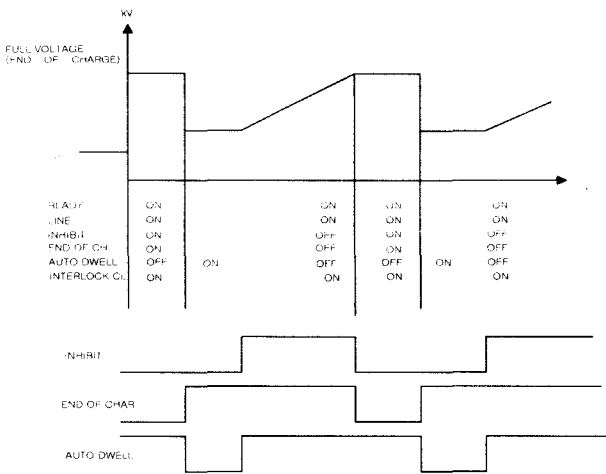 KV
FULL VOLTAGE
(END OF CHARGE)
READY ON ON ON ON
LINE ON ON ON ON
INHIBIT ON OFF ON OFF
END OF CH ON OFF ON OFF
AUTO DWELL OFF ON OFF OFF ON OFF
INTERLOCK CL ON ON ON ON
INHIBIT
END OF CHAR
AUTO DWELL